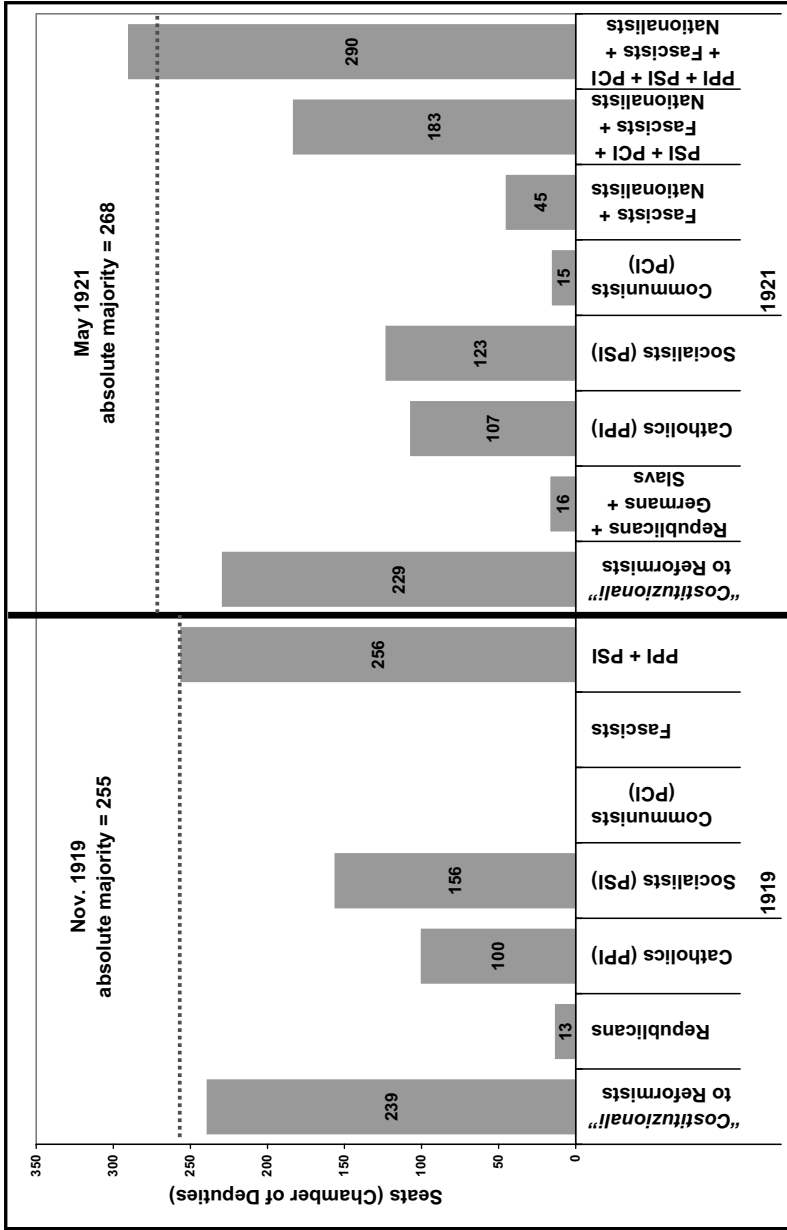 Seats (Chamber of Deputies)
350
300
250
200
150
100
50
0
Nov. 1919
absolute majority = 255
239
13
100
156
256
"Costituzionali"
to Reformists
Republicans
Catholics (PPI)
Socialists (PSI)
Communists
(PCI)
Fascists
PPI + PSI
1919
May 1921
absolute majority = 268
229
16
107
123
15
45
183
290
"Costituzionali"
to Reformists
Republicans +
Germans +
Slavs
Catholics (PPI)
Socialists (PSI)
Communists
(PCI)
Fascists +
Nationalists
PSI + PCI +
Fascists +
Nationalists
PPI + PSI + PCI
+ Fascists +
Nationalists
1921